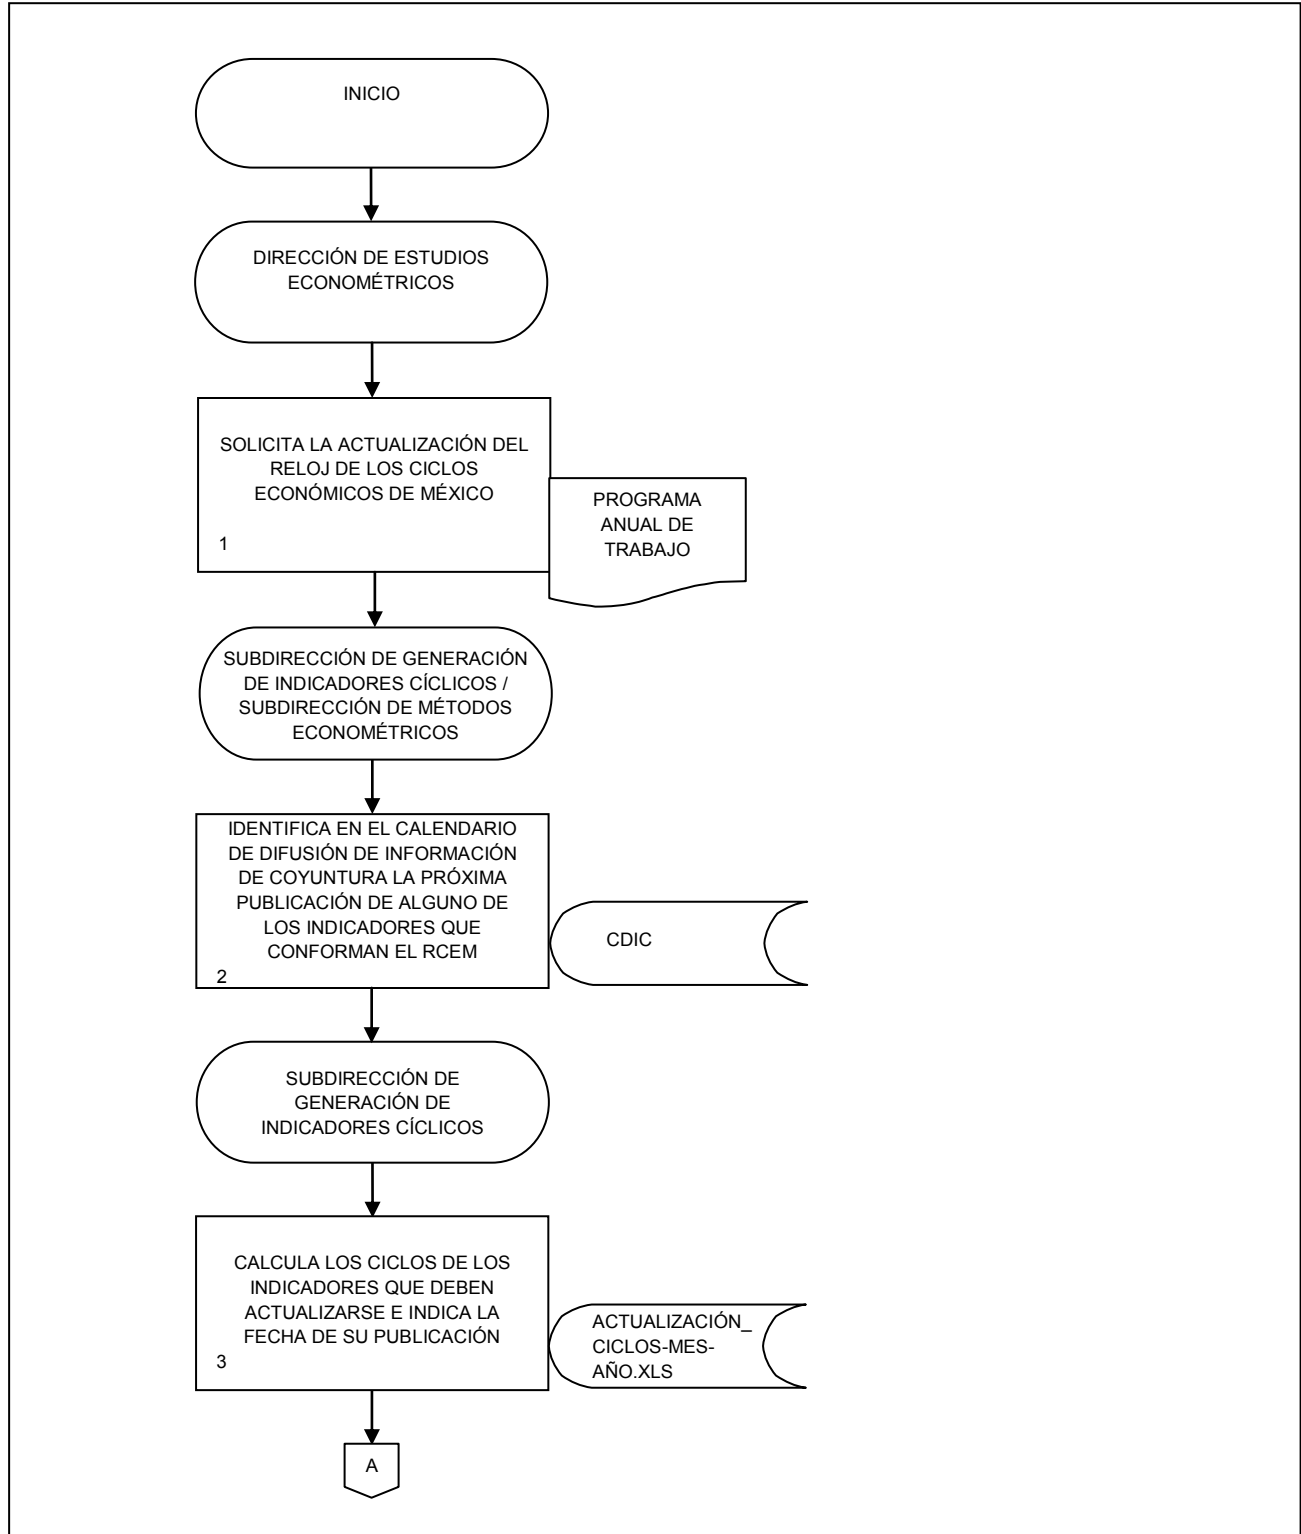 INICIO
DIRECCIÓN DE ESTUDIOS
ECONOMÉTRICOS
SOLICITA LA ACTUALIZACIÓN DEL
RELOJ DE LOS CICLOS
ECONÓMICOS DE MÉXICO
1
PROGRAMA
ANUAL DE
TRABAJO
SUBDIRECCIÓN DE GENERACIÓN
DE INDICADORES CÍCLICOS /
SUBDIRECCIÓN DE MÉTODOS
ECONOMÉTRICOS
IDENTIFICA EN EL CALENDARIO
DE DIFUSIÓN DE INFORMACIÓN
DE COYUNTURA LA PRÓXIMA
PUBLICACIÓN DE ALGUNO DE
LOS INDICADORES QUE
CONFORMAN EL RCEM
2
CDIC
SUBDIRECCIÓN DE
GENERACIÓN DE
INDICADORES CÍCLICOS
CALCULA LOS CICLOS DE LOS
INDICADORES QUE DEBEN
ACTUALIZARSE E INDICA LA
FECHA DE SU PUBLICACIÓN
3
ACTUALIZACIÓN_
CICLOS-MES-
AÑO.XLS
A